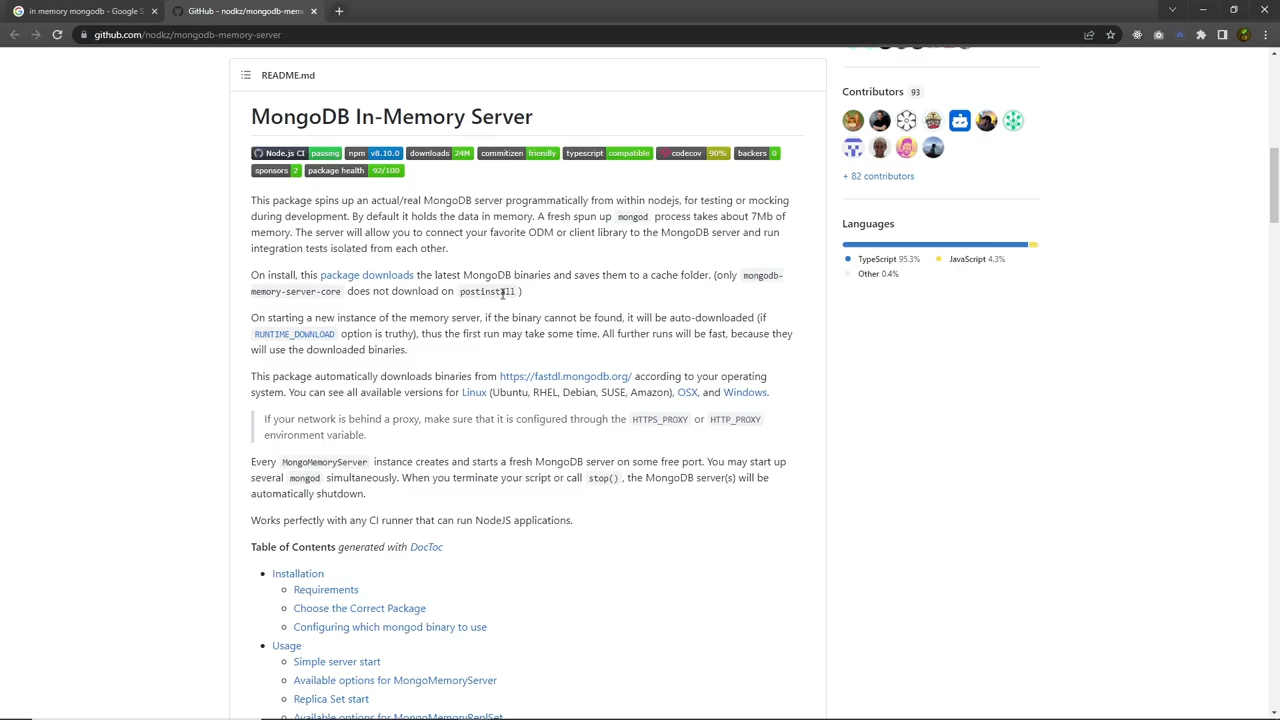 in memory mongodb - Google S
GitHub - nodkz/mongodb-mem
github.com/nodkz/mongodb-memory-server
README.md
MongoDB In-Memory Server
Node.js CI passing npm v8.10.0 downloads 24M commitizen friendly typescript compatible codecov 90% backers 0
sponsors 2 package health 92/100
This package spins up an actual/real MongoDB server programmatically from within nodejs, for testing or mocking
during development. By default it holds the data in memory. A fresh spun up mongod process takes about 7Mb of
memory. The server will allow you to connect your favorite ODM or client library to the MongoDB server and run
integration tests isolated from each other.
On install, this package downloads the latest MongoDB binaries and saves them to a cache folder. (only mongodb-
memory-server-core does not download on postinstall )
On starting a new instance of the memory server, if the binary cannot be found, it will be auto-downloaded (if
RUNTIME_DOWNLOAD option is truthy), thus the first run may take some time. All further runs will be fast, because they
will use the downloaded binaries.
This package automatically downloads binaries from https://fastdl.mongodb.org/ according to your operating
system. You can see all available versions for Linux (Ubuntu, RHEL, Debian, SUSE, Amazon), OSX, and Windows.
If your network is behind a proxy, make sure that it is configured through the HTTPS_PROXY or HTTP_PROXY
environment variable.
Every MongoMemoryServer instance creates and starts a fresh MongoDB server on some free port. You may start up
several mongod simultaneously. When you terminate your script or call stop(), the MongoDB server(s) will be
automatically shutdown.
Works perfectly with any CI runner that can run NodeJS applications.
Table of Contents generated with DocToc
Installation
Requirements
Choose the Correct Package
Configuring which mongod binary to use
Usage
Simple server start
Available options for MongoMemoryServer
Replica Set start
Available options for MongoMemoryReplSet
Contributors 93
+ 82 contributors
Languages
TypeScript 95.3% JavaScript 4.3%
Other 0.4%